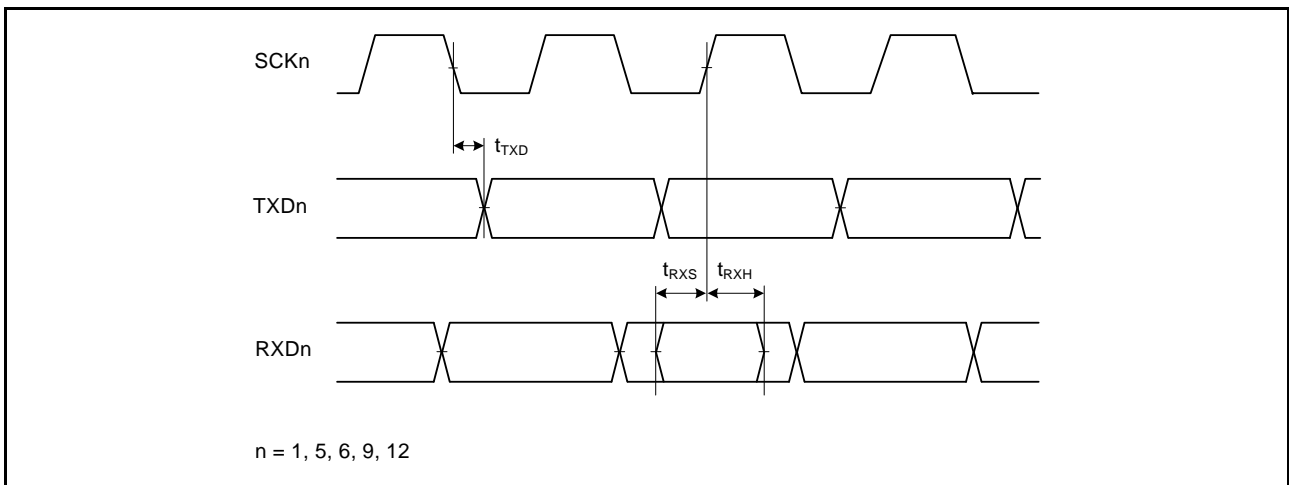 SCKn
tTXD
TXDn
tRXS tRXH
RXDn
n = 1, 5, 6, 9, 12